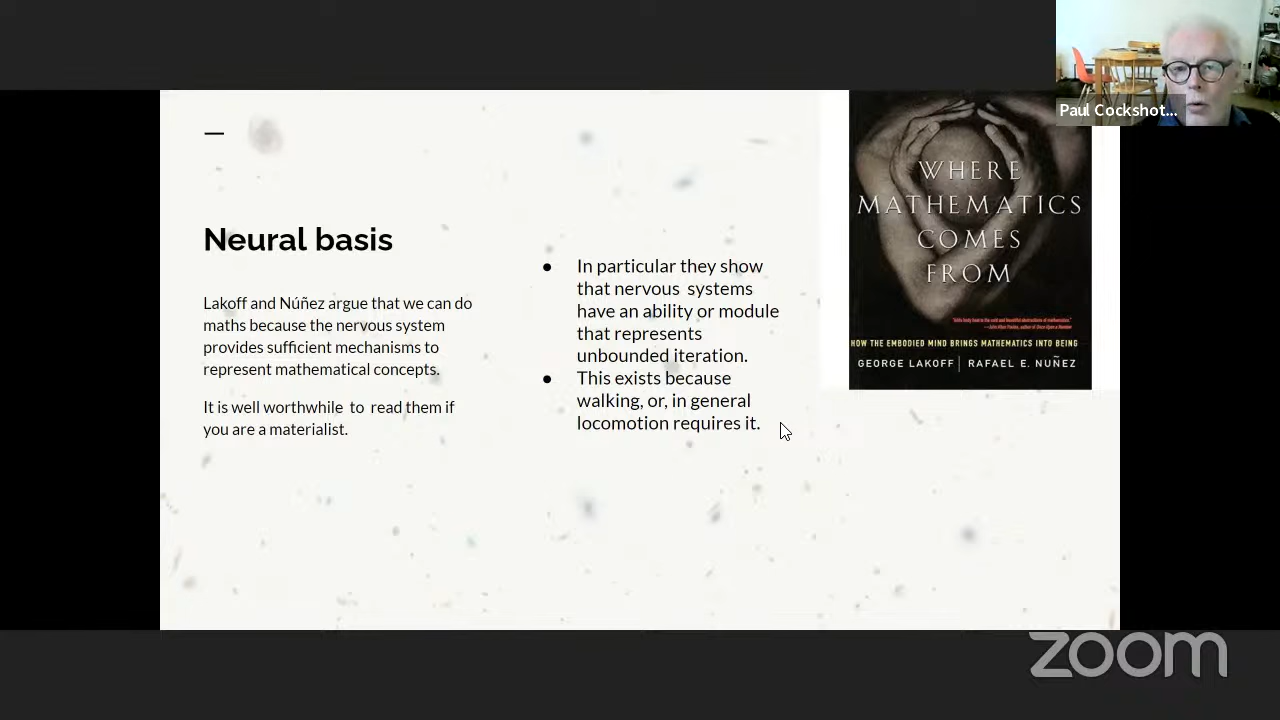 Paul Cockshot...
Neural basis
Lakoff and Núñez argue that we can do
maths because the nervous system
provides sufficient mechanisms to
represent mathematical concepts.
It is well worthwhile to read them if
you are a materialist.
● In particular they show
that nervous systems
have an ability or module
that represents
unbounded iteration.
● This exists because
walking, or, in general
locomotion requires it.
WHERE
MATHEMATICS
COMES
FROM
HOW THE EMBODIED MIND BRINGS MATHEMATICS INTO BEING
GEORGE LAKOFF | RAFAEL E. NUÑEZ
zoom